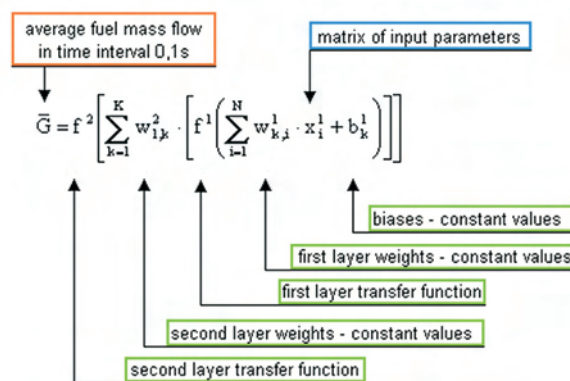 average fuel mass flow
in time interval 0,1s
matrix of input parameters
Ḡ = f² [ ∑_{k=1}^{K} w²_{1,k} · [ f¹ ( ∑_{i=1}^{N} w¹_{k,i} · x¹_i + b¹_k ) ] ]
biases - constant values
first layer weights - constant values
first layer transfer function
second layer weights - constant values
second layer transfer function